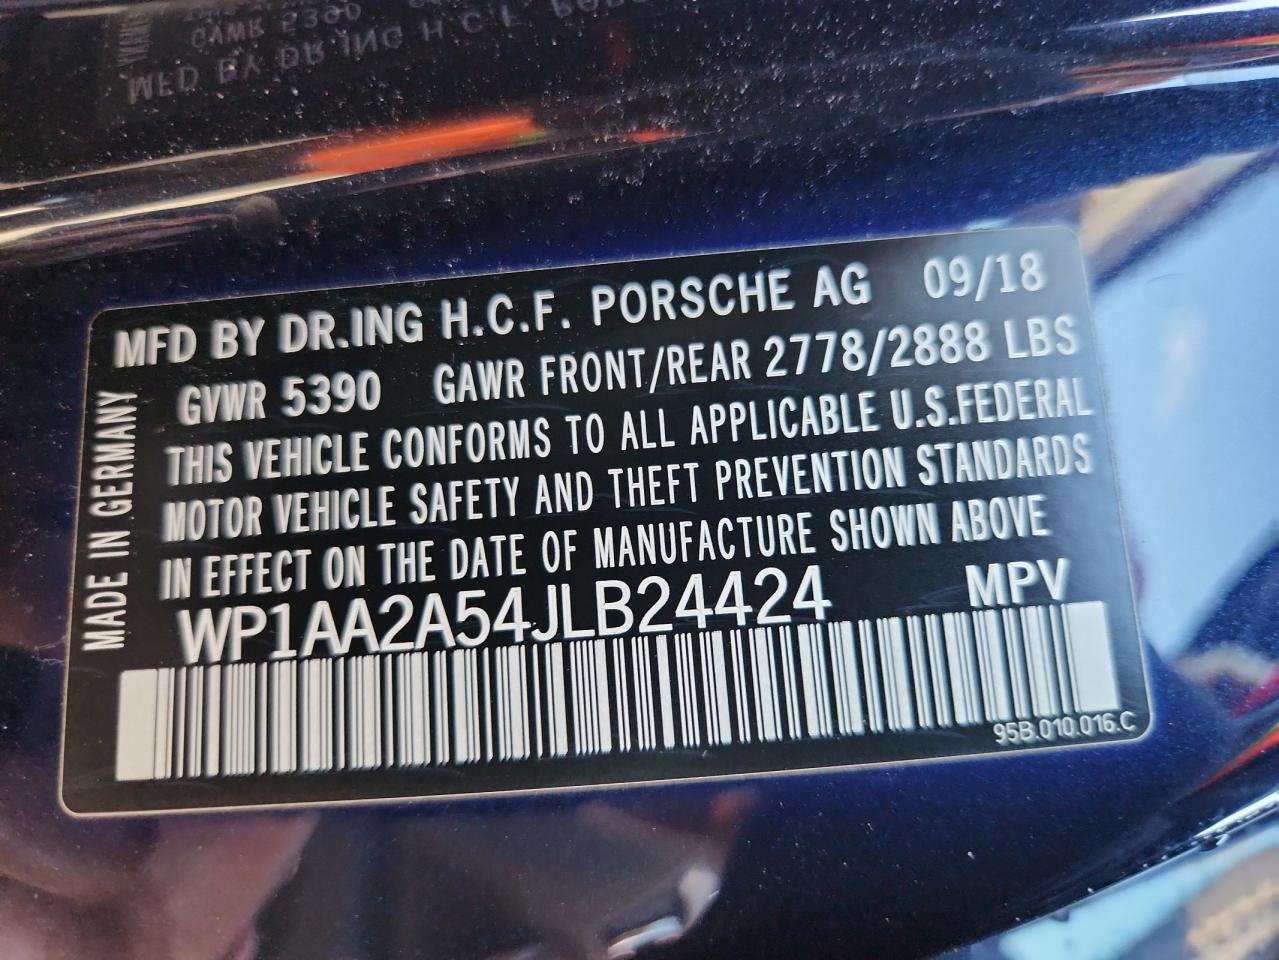 MFD BY DR.ING H.C.F. PORSCHE AG 09/18
GVWR 5390 GAWR FRONT/REAR 2778/2888 LBS
THIS VEHICLE CONFORMS TO ALL APPLICABLE U.S.FEDERAL
MOTOR VEHICLE SAFETY AND THEFT PREVENTION STANDARDS
IN EFFECT ON THE DATE OF MANUFACTURE SHOWN ABOVE
WP1AA2A54JLB24424 MPV
95B.010.016.C
MADE IN GERMANY